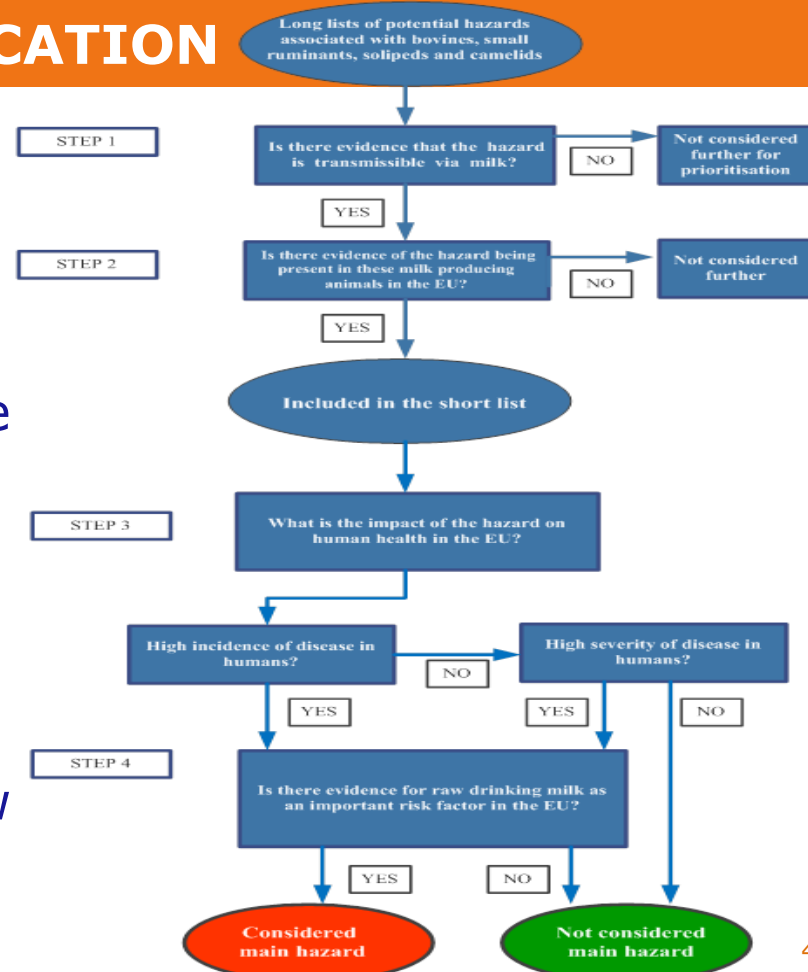 CATION
Long lists of potential hazards
associated with bovines, small
ruminants, solipeds and camelids
STEP 1
Is there evidence that the hazard
is transmissible via milk?
NO
Not considered
further for
prioritisation
YES
STEP 2
Is there evidence of the hazard being
present in these milk producing
animals in the EU?
NO
Not considered
further
YES
e
Included in the short list
STEP 3
What is the impact of the hazard on
human health in the EU?
High incidence of disease in
humans?
NO
High severity of disease in
humans?
YES
YES
NO
STEP 4
w
Is there evidence for raw drinking milk as
an important risk factor in the EU?
YES
NO
Considered
main hazard
Not considered
main hazard
4